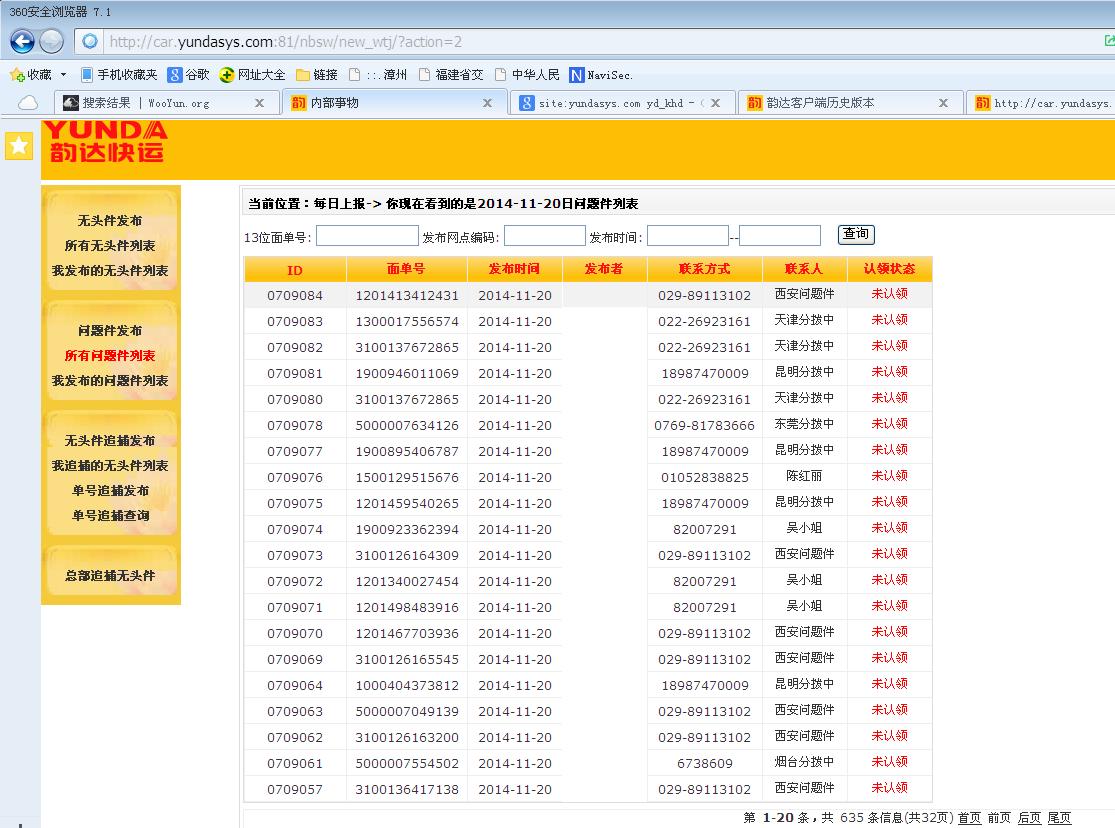 360安全浏览器 7.1
http://car.yundasys.com:81/nbsw/new_wtj/?action=2
收藏 手机收藏夹 谷歌 网址大全 链接 :::.漳州 福建省交 中华人民 NaviSec.
搜索结果 | WooYun.org 内部事物 site:yundasys.com yd_khd - 韵达客户端历史版本 http://car.yundasys.
YUNDA
韵达快运
无头件发布
所有无头件列表
我发布的无头件列表
问题件发布
所有问题件列表
我发布的问题件列表
无头件追捕发布
我追捕的无头件列表
单号追捕发布
单号追捕查询
总部追捕无头件
当前位置：每日上报-> 你现在看到的是2014-11-20日问题件列表
13位面单号: 发布网点编码: 发布时间: -- 查询
ID 面单号 发布时间 发布者 联系方式 联系人 认领状态
0709084 1201413412431 2014-11-20 029-89113102 西安问题件 未认领
0709083 1300017556574 2014-11-20 022-26923161 天津分拨中 未认领
0709082 3100137672865 2014-11-20 022-26923161 天津分拨中 未认领
0709081 1900946011069 2014-11-20 18987470009 昆明分拨中 未认领
0709080 3100137672865 2014-11-20 022-26923161 天津分拨中 未认领
0709078 5000007634126 2014-11-20 0769-81783666 东莞分拨中 未认领
0709077 1900895406787 2014-11-20 18987470009 昆明分拨中 未认领
0709076 1500129515676 2014-11-20 01052838825 陈红丽 未认领
0709075 1201459540265 2014-11-20 18987470009 昆明分拨中 未认领
0709074 1900923362394 2014-11-20 82007291 吴小姐 未认领
0709073 3100126164309 2014-11-20 029-89113102 西安问题件 未认领
0709072 1201340027454 2014-11-20 82007291 吴小姐 未认领
0709071 1201498483916 2014-11-20 82007291 吴小姐 未认领
0709070 1201467703936 2014-11-20 029-89113102 西安问题件 未认领
0709069 3100126165545 2014-11-20 029-89113102 西安问题件 未认领
0709064 1000404373812 2014-11-20 18987470009 昆明分拨中 未认领
0709063 5000007049139 2014-11-20 029-89113102 西安问题件 未认领
0709062 3100126163200 2014-11-20 029-89113102 西安问题件 未认领
0709061 5000007554502 2014-11-20 6738609 烟台分拨中 未认领
0709057 3100136417138 2014-11-20 029-89113102 西安问题件 未认领
第 1-20 条，共 635 条信息(共32页) 首页 前页 后页 尾页